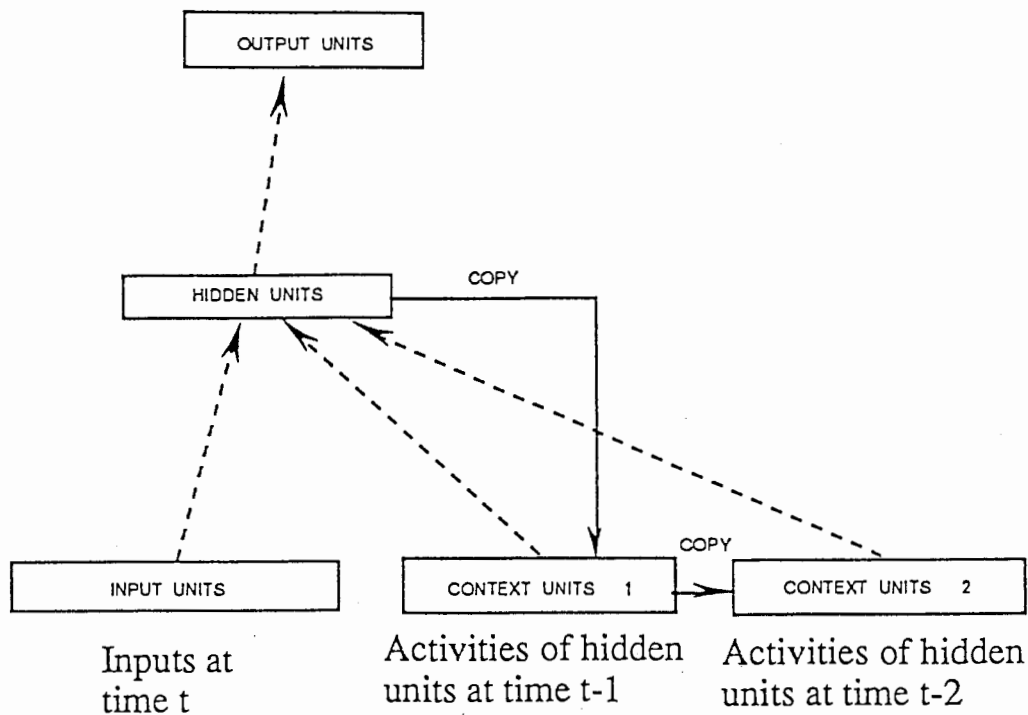 OUTPUT UNITS
HIDDEN UNITS
COPY
COPY
INPUT UNITS
CONTEXT UNITS 1
CONTEXT UNITS 2
Inputs at
time t
Activities of hidden
units at time t-1
Activities of hidden
units at time t-2